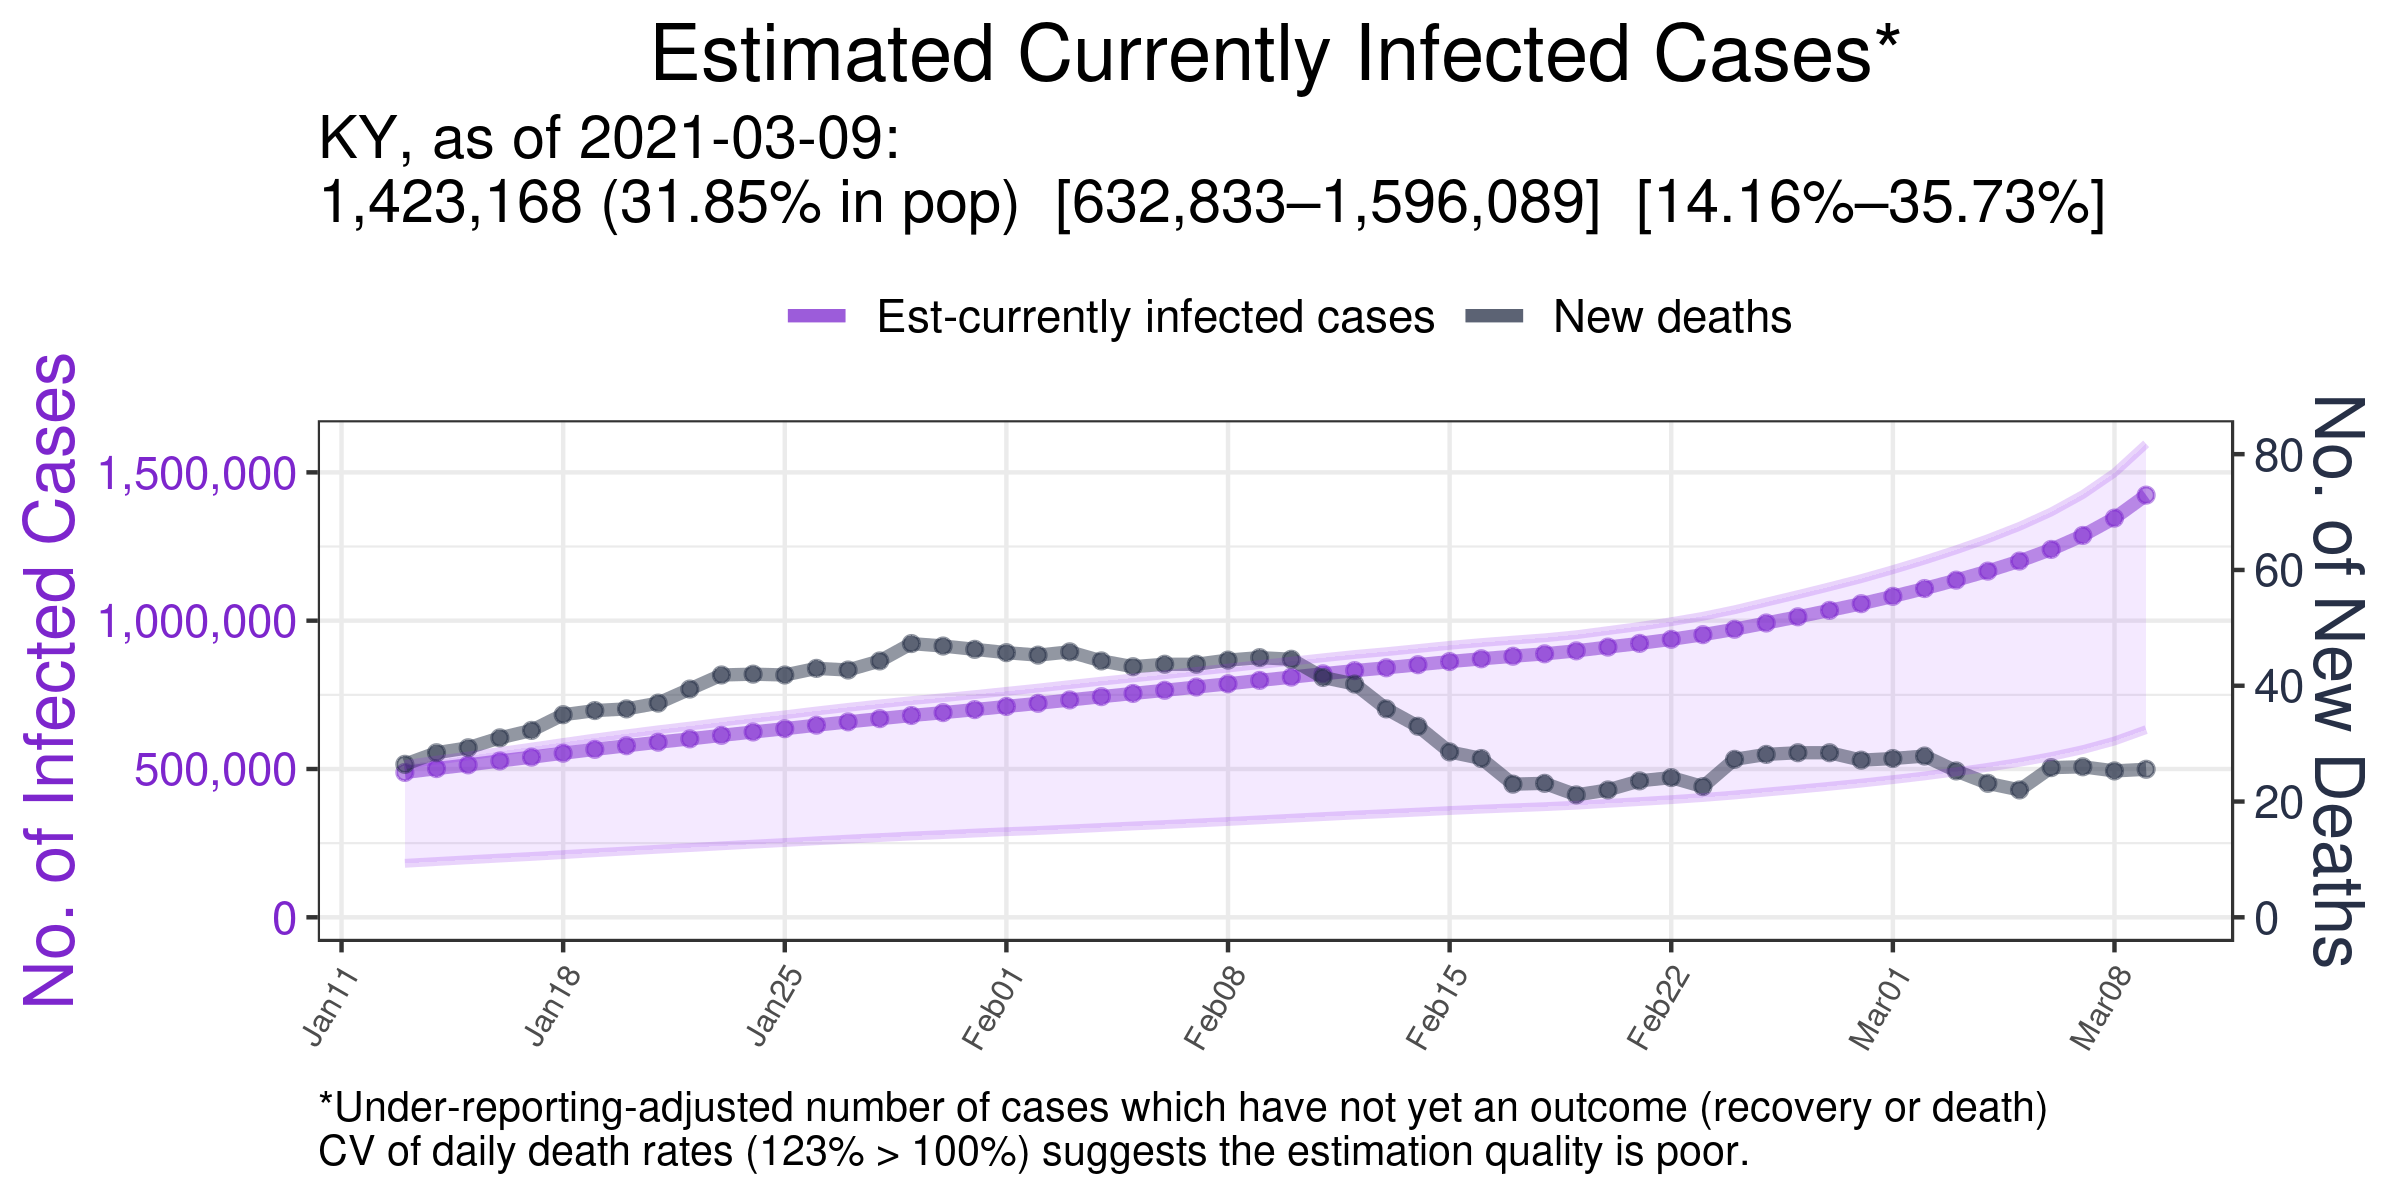 Estimated Currently Infected Cases*
KY, as of 2021-03-09:
1,423,168 (31.85% in pop) [632,833–1,596,089] [14.16%–35.73%]
Est-currently infected cases
New deaths
No. of Infected Cases
1,500,000
1,000,000
500,000
0
80
60
40
20
0
No. of New Deaths
Jan11
Jan18
Jan25
Feb01
Feb08
Feb15
Feb22
Mar01
Mar08
*Under-reporting-adjusted number of cases which have not yet an outcome (recovery or death)
CV of daily death rates (123% > 100%) suggests the estimation quality is poor.